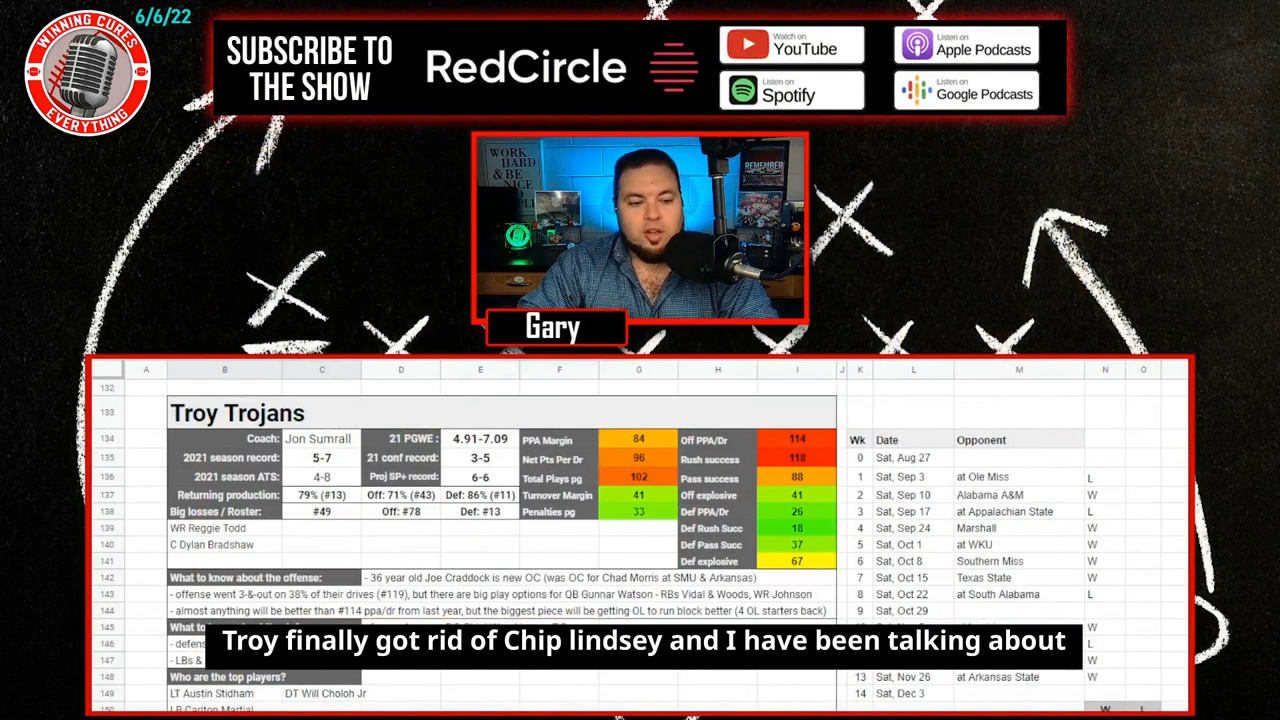 6/6/22
WINNING CURES
EVERYTHING
SUBSCRIBE TO
THE SHOW
RedCircle
Watch on
YouTube
Listen on
Spotify
Listen on
Apple Podcasts
Listen on
Google Podcasts
WORK
HARD
& BE
NICE
REMEMBER
Gary
A B C D E F G H I J K L M N O
132
133 Troy Trojans
134 Coach: Jon Sumrall 21 PGWE : 4.91-7.09 PPA Margin 84 Off PPA/Dr 114 Wk Date Opponent
135 2021 season record: 5-7 21 conf record: 3-5 Net Pts Per Dr 96 Rush success 118 0 Sat, Aug 27
136 2021 season ATS: 4-8 Proj SP+ record: 6-6 Total Plays pg 102 Pass success 88 1 Sat, Sep 3 at Ole Miss L
137 Returning production: 79% (#13) Off: 71% (#43) Def: 86% (#11) Turnover Margin 41 Off explosive 41 2 Sat, Sep 10 Alabama A&M W
138 Big losses / Roster: #49 Off: #78 Def: #13 Penalties pg 33 Def PPA/Dr 26 3 Sat, Sep 17 at Appalachian State L
139 WR Reggie Todd Def Rush Succ 18 4 Sat, Sep 24 Marshall W
140 C Dylan Bradshaw Def Pass Succ 37 5 Sat, Oct 1 at WKU W
141 Def explosive 67 6 Sat, Oct 8 Southern Miss W
142 What to know about the offense: - 36 year old Joe Craddock is new OC (was OC for Chad Morris at SMU & Arkansas) 7 Sat, Oct 15 Texas State W
143 - offense went 3-&-out on 38% of their drives (#119), but there are big play options for QB Gunnar Watson - RBs Vidal & Woods, WR Johnson 8 Sat, Oct 22 at South Alabama L
144 - almost anything will be better than #114 ppa/dr from last year, but the biggest piece will be getting OL to run block better (4 OL starters back) 9 Sat, Oct 29
145 W
146 L
147 - LBs & W
Troy finally got rid of Chip lindsey and I have been talking about
148 Who are the top players? 13 Sat, Nov 26 at Arkansas State W
149 LT Austin Stidham DT Will Choloh Jr 14 Sat, Dec 3
150 LB Carlton Martial W L